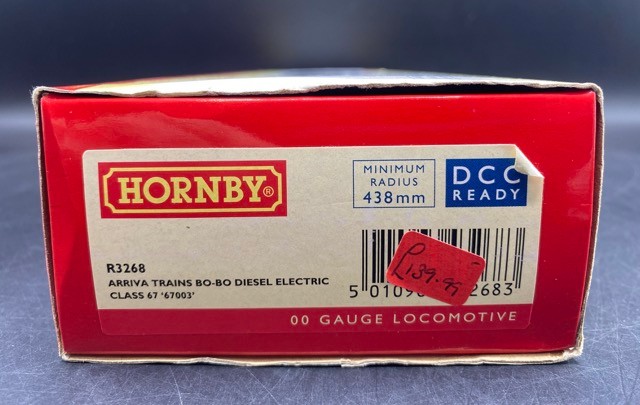 HORNBY®
MINIMUM
RADIUS
438mm
DCC
READY
R3268
ARRIVA TRAINS BO-BO DIESEL ELECTRIC
CLASS 67 '67003'
£139.99
00 GAUGE LOCOMOTIVE